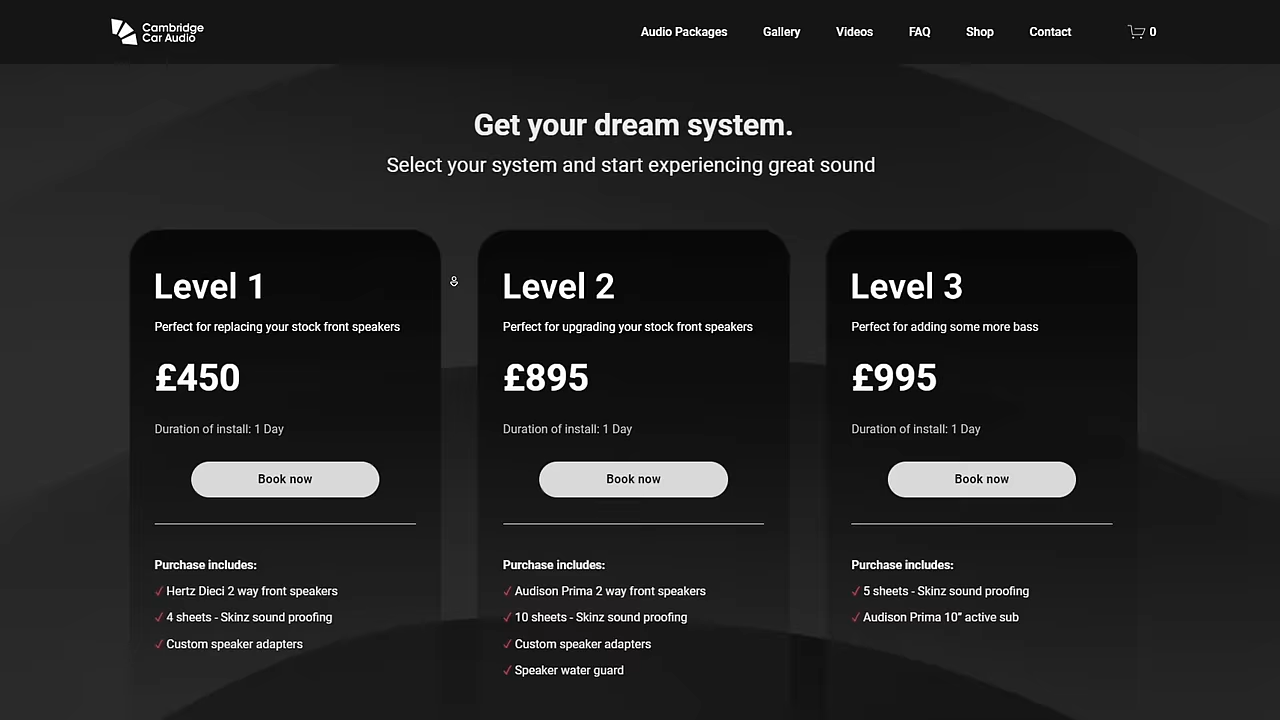 Cambridge
Car Audio
Audio Packages
Gallery
Videos
FAQ
Shop
Contact
0
Get your dream system.
Select your system and start experiencing great sound
Level 1
Perfect for replacing your stock front speakers
£450
Duration of install: 1 Day
Book now
Purchase includes:
✓ Hertz Dieci 2 way front speakers
✓ 4 sheets - Skinz sound proofing
✓ Custom speaker adapters
Level 2
Perfect for upgrading your stock front speakers
£895
Duration of install: 1 Day
Book now
Purchase includes:
✓ Audison Prima 2 way front speakers
✓ 10 sheets - Skinz sound proofing
✓ Custom speaker adapters
✓ Speaker water guard
Level 3
Perfect for adding some more bass
£995
Duration of install: 1 Day
Book now
Purchase includes:
✓ 5 sheets - Skinz sound proofing
✓ Audison Prima 10” active sub